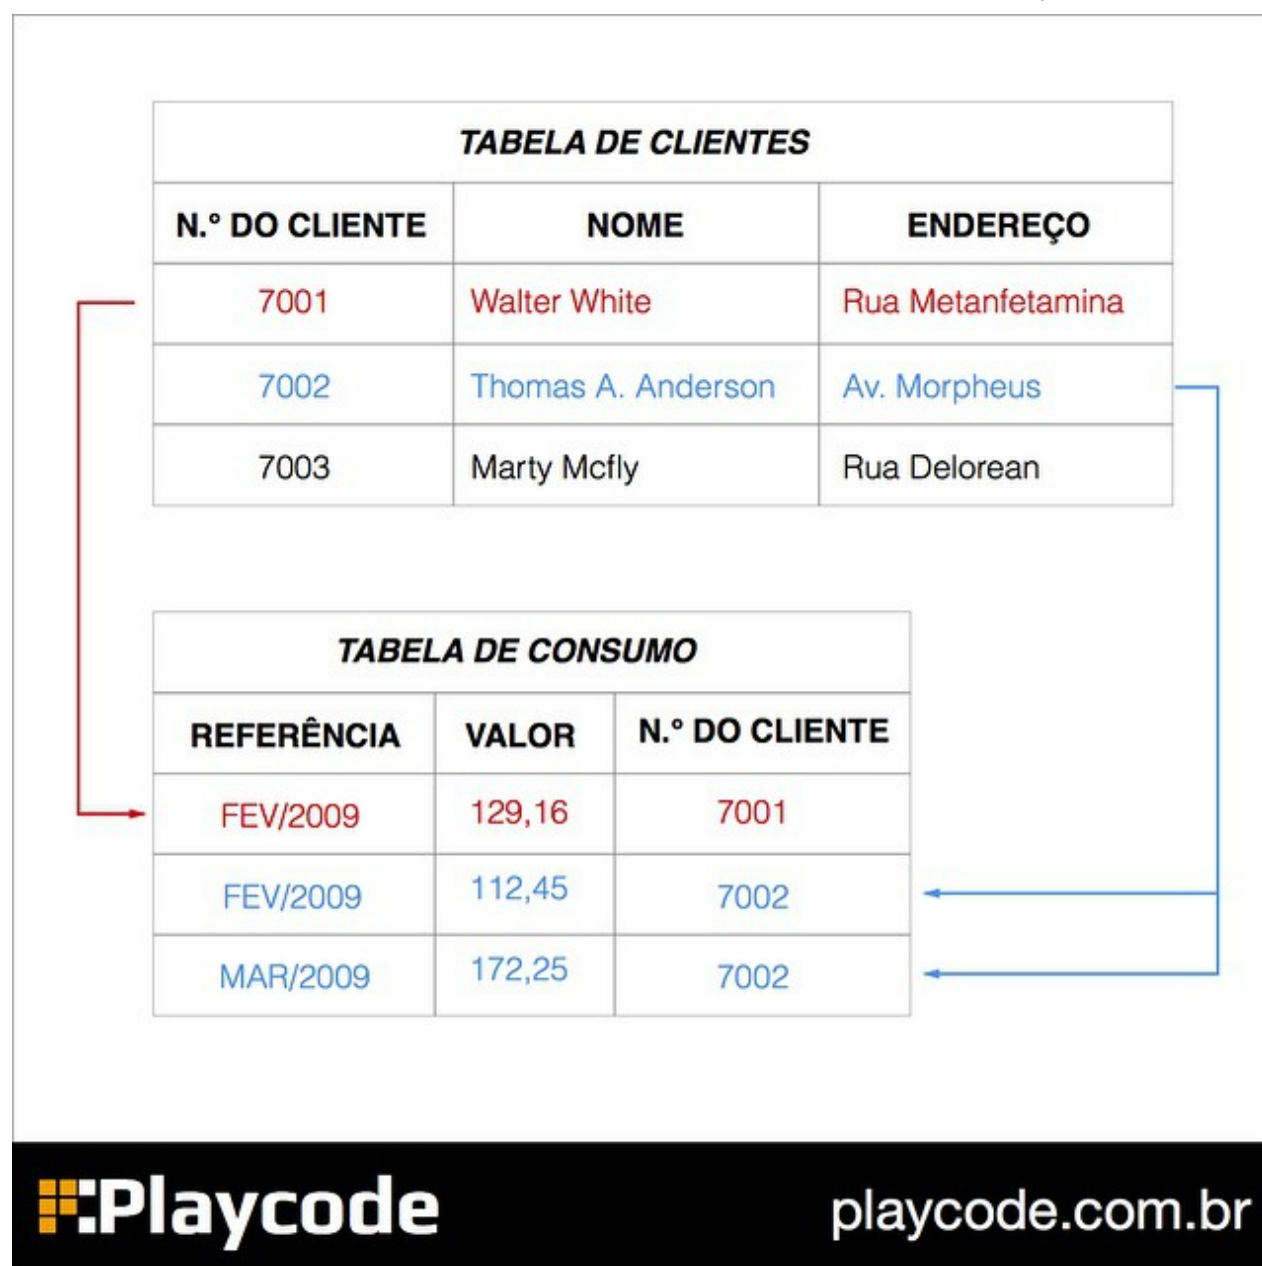 TABELA DE CLIENTES
N.° DO CLIENTE NOME ENDEREÇO
7001 Walter White Rua Metanfetamina
7002 Thomas A. Anderson Av. Morpheus
7003 Marty Mcfly Rua Delorean
TABELA DE CONSUMO
REFERÊNCIA VALOR N.° DO CLIENTE
FEV/2009 129,16 7001
FEV/2009 112,45 7002
MAR/2009 172,25 7002
Playcode playcode.com.br